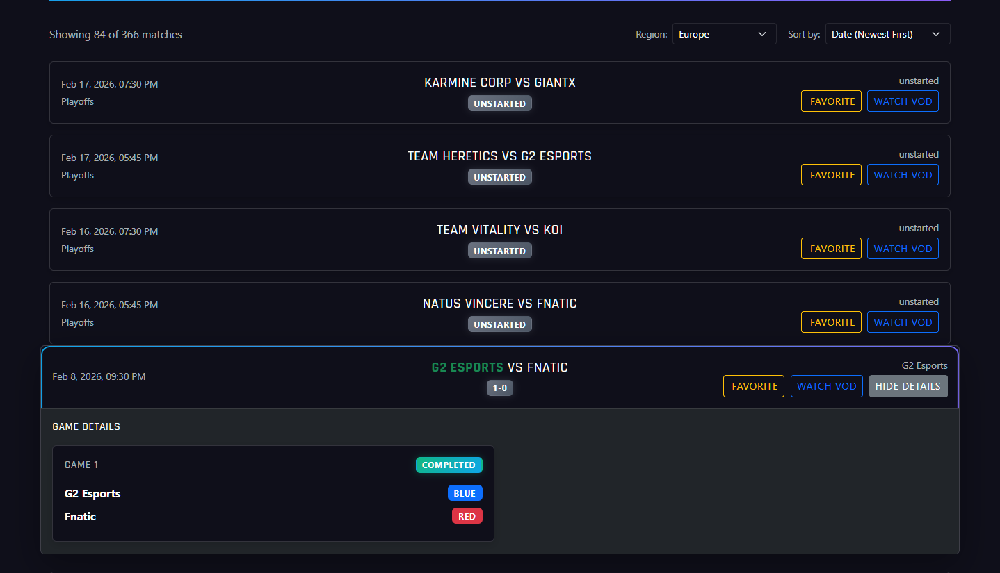 Showing 84 of 366 matches
Region: Europe
Sort by: Date (Newest First)
Feb 17, 2026, 07:30 PM
Playoffs
KARMINE CORP VS GIANTX
UNSTARTED
unstarted
FAVORITE WATCH VOD
Feb 17, 2026, 05:45 PM
Playoffs
TEAM HERETICS VS G2 ESPORTS
UNSTARTED
unstarted
FAVORITE WATCH VOD
Feb 16, 2026, 07:30 PM
Playoffs
TEAM VITALITY VS KOI
UNSTARTED
unstarted
FAVORITE WATCH VOD
Feb 16, 2026, 05:45 PM
Playoffs
NATUS VINCERE VS FNATIC
UNSTARTED
unstarted
FAVORITE WATCH VOD
Feb 8, 2026, 09:30 PM
G2 ESPORTS VS FNATIC
1-0
G2 Esports
FAVORITE WATCH VOD HIDE DETAILS
GAME DETAILS
GAME 1 COMPLETED
G2 Esports BLUE
Fnatic RED